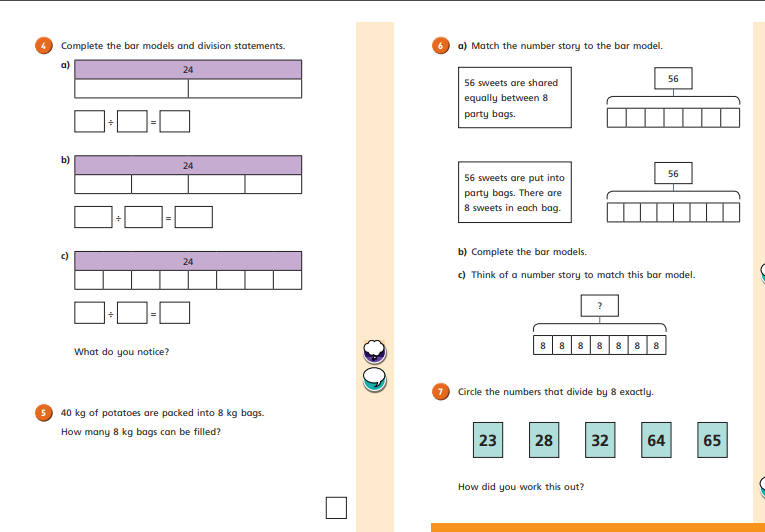 4 Complete the bar models and division statements.
a)
24
÷ =
b)
24
÷ =
c)
24
÷ =
What do you notice?
5 40 kg of potatoes are packed into 8 kg bags.
How many 8 kg bags can be filled?
6 a) Match the number story to the bar model.
56 sweets are shared
equally between 8
party bags.
56
56 sweets are put into
party bags. There are
8 sweets in each bag.
56
b) Complete the bar models.
c) Think of a number story to match this bar model.
?
8 8 8 8 8 8 8
7 Circle the numbers that divide by 8 exactly.
23 28 32 64 65
How did you work this out?